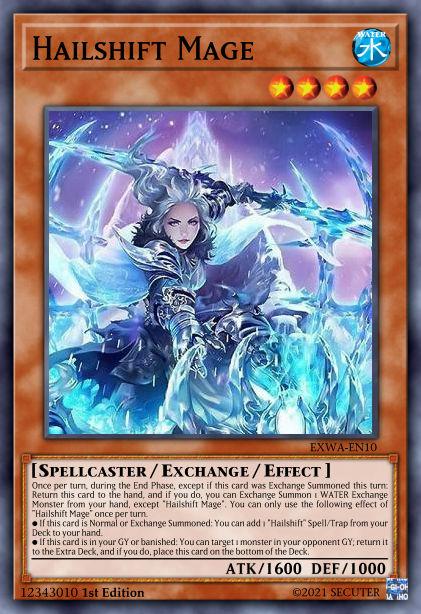 Hailshift Mage
WATER
水
[Spellcaster / Exchange / Effect ]
EXWA-EN10
Once per turn, during the End Phase, except if this card was Exchange Summoned this turn:
Return this card to the hand, and if you do, you can Exchange Summon 1 WATER Exchange
Monster from your hand, except "Hailshift Mage". You can only use the following effect of
"Hailshift Mage" once per turn.
● If this card is Normal or Exchange Summoned: You can add 1 "Hailshift" Spell/Trap from your
Deck to your hand.
● If this card is in your GY or banished: You can target 1 monster in your opponent GY; return it
to the Extra Deck, and if you do, place this card on the bottom of the Deck.
ATK/1600 DEF/1000
12343010 1st Edition
©2021 SECUTER